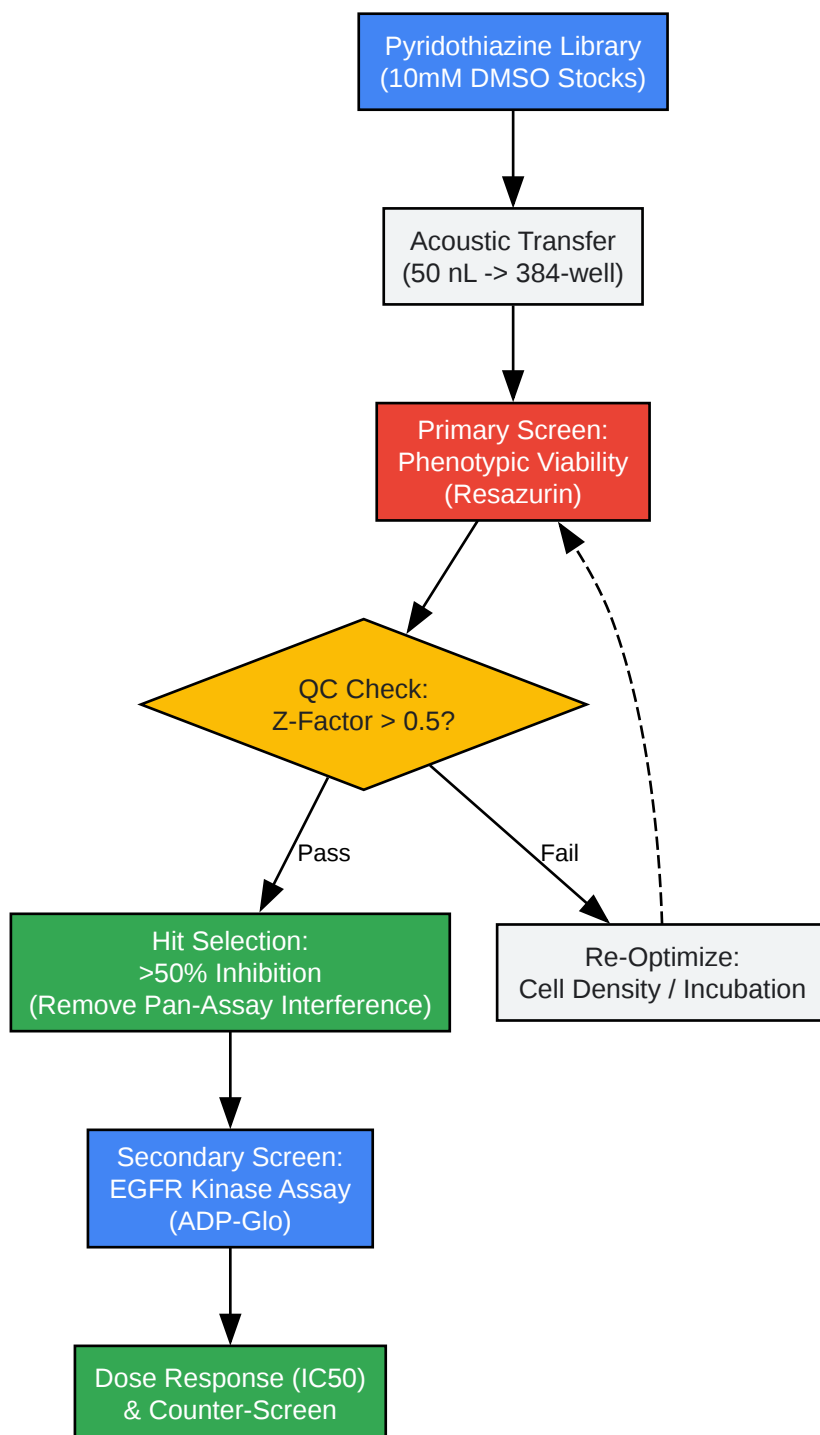 Pyridothiazine Library
(10mM DMSO Stocks)
Acoustic Transfer
(50 nL -> 384-well)
Primary Screen:
Phenotypic Viability
(Resazurin)
QC Check:
Z-Factor > 0.5?
Pass
Fail
Hit Selection:
>50% Inhibition
(Remove Pan-Assay Interference)
Re-Optimize:
Cell Density / Incubation
Secondary Screen:
EGFR Kinase Assay
(ADP-Glo)
Dose Response (IC50)
& Counter-Screen